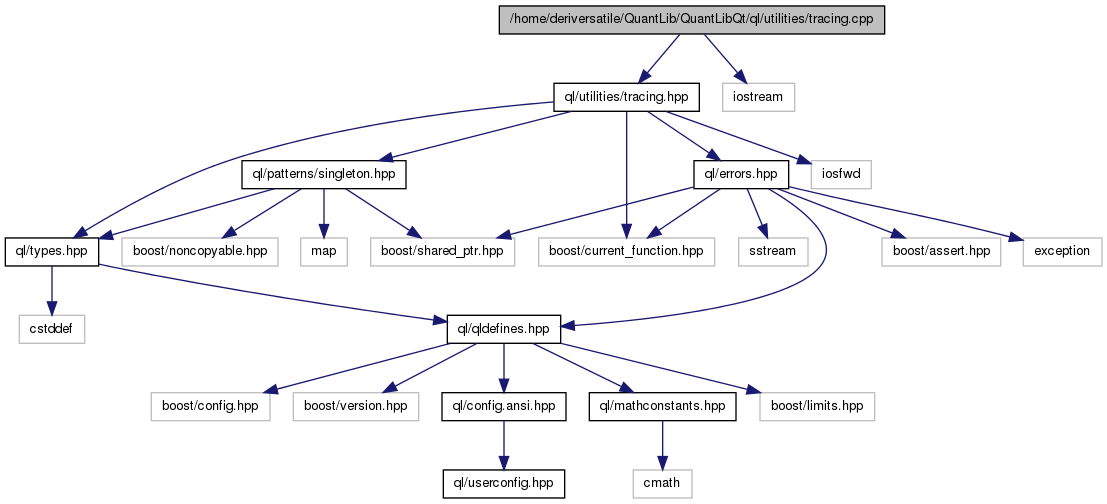 /home/deriversatile/QuantLib/QuantLibQt/ql/utilities/tracing.cpp
ql/utilities/tracing.hpp
iostream
ql/patterns/singleton.hpp
ql/errors.hpp
iosfwd
ql/types.hpp
boost/noncopyable.hpp
map
boost/shared_ptr.hpp
boost/current_function.hpp
sstream
boost/assert.hpp
exception
cstddef
ql/qldefines.hpp
boost/config.hpp
boost/version.hpp
ql/config.ansi.hpp
ql/mathconstants.hpp
boost/limits.hpp
ql/userconfig.hpp
cmath